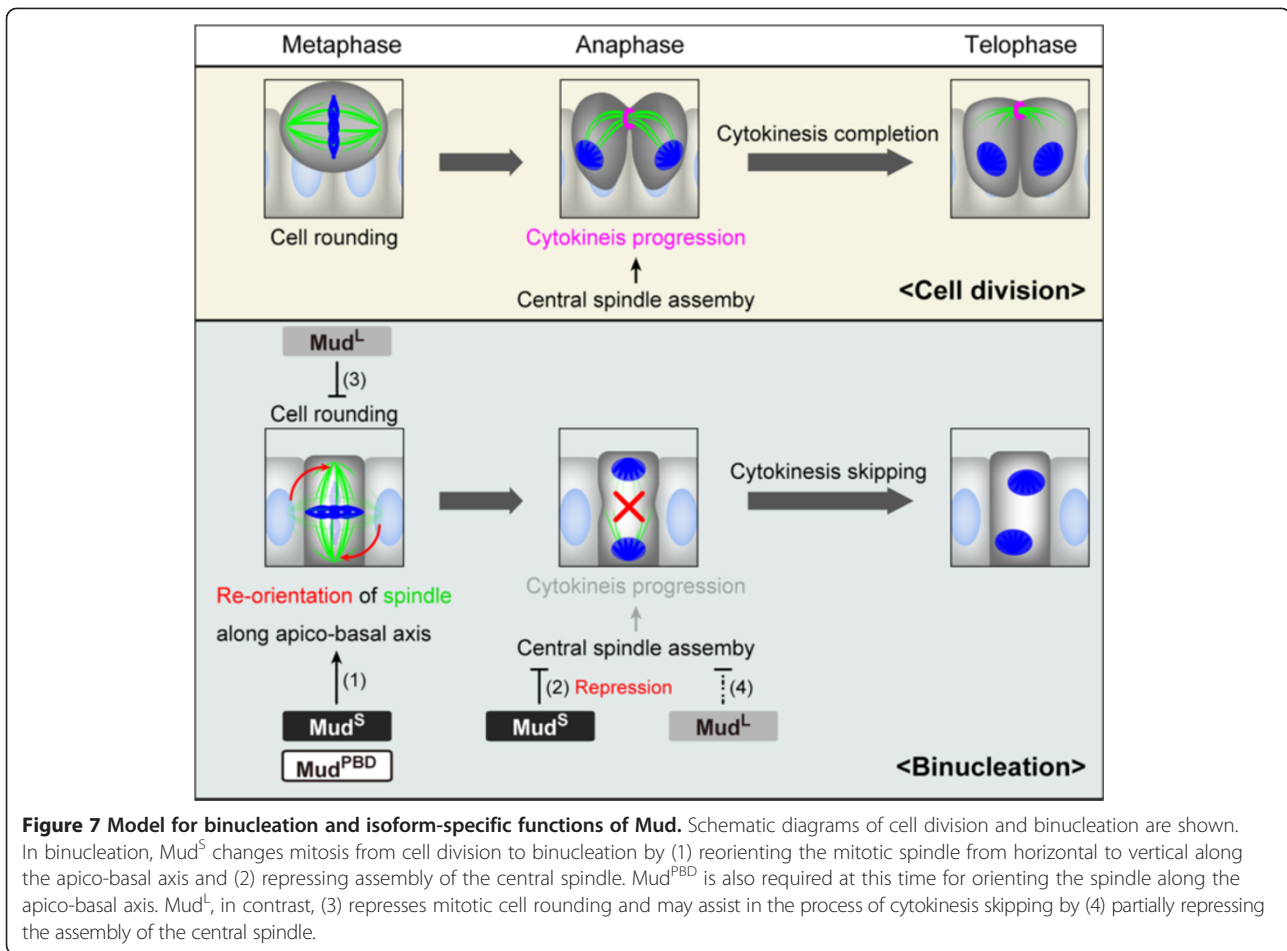 Metaphase Anaphase Telophase
Cytokinesis completion
Cell rounding Cytokineis progression
Central spindle assemby
<Cell division>
Mud^L
(3)
Cell rounding
Cytokinesis skipping
Re-orientation of spindle
along apico-basal axis
Cytokineis progression
Central spindle assemby
(1)
(2) Repression (4)
Mud^S Mud^S Mud^L
Mud^PBD
<Binucleation>
Figure 7 Model for binucleation and isoform-specific functions of Mud. Schematic diagrams of cell division and binucleation are shown.
In binucleation, Mud^S changes mitosis from cell division to binucleation by (1) reorienting the mitotic spindle from horizontal to vertical along
the apico-basal axis and (2) repressing assembly of the central spindle. Mud^PBD is also required at this time for orienting the spindle along the
apico-basal axis. Mud^L, in contrast, (3) represses mitotic cell rounding and may assist in the process of cytokinesis skipping by (4) partially repressing
the assembly of the central spindle.